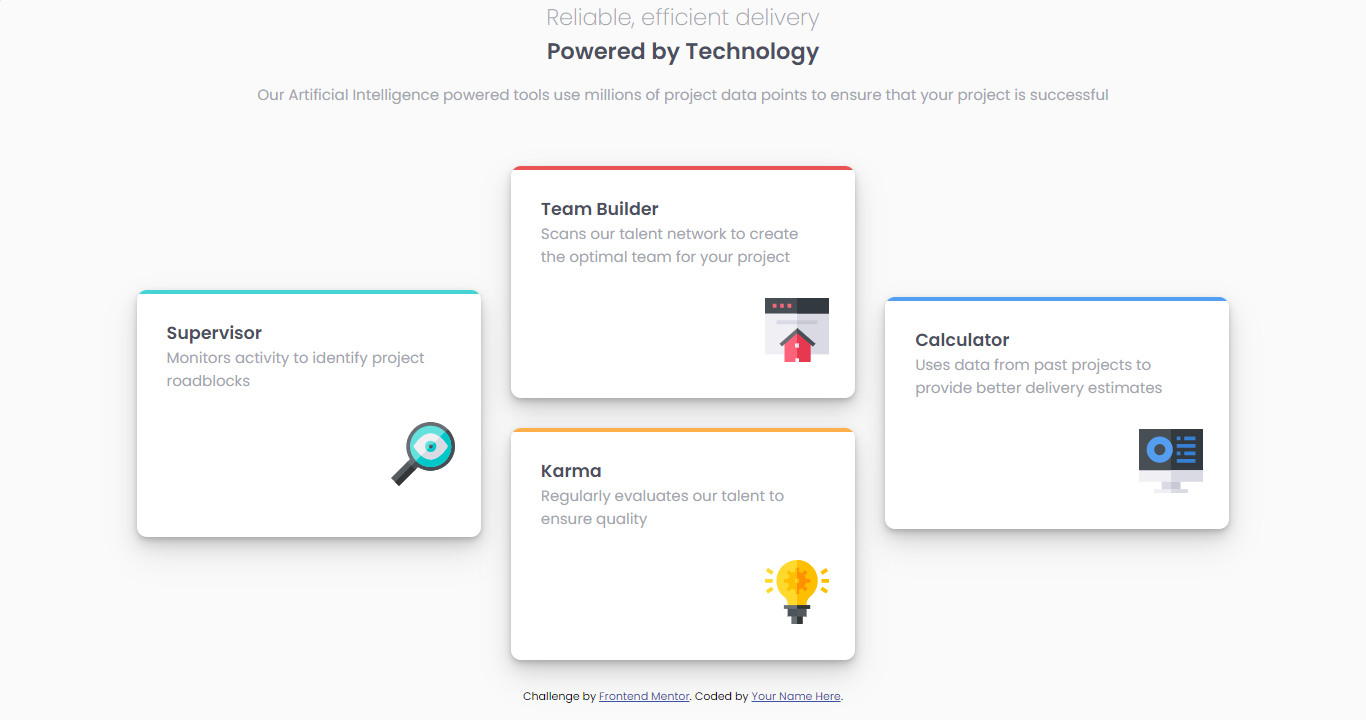 Reliable, efficient delivery
Powered by Technology
Our Artificial Intelligence powered tools use millions of project data points to ensure that your project is successful
Team Builder
Scans our talent network to create
the optimal team for your project
Supervisor
Monitors activity to identify project
roadblocks
Calculator
Uses data from past projects to
provide better delivery estimates
Karma
Regularly evaluates our talent to
ensure quality
Challenge by Frontend Mentor. Coded by Your Name Here.